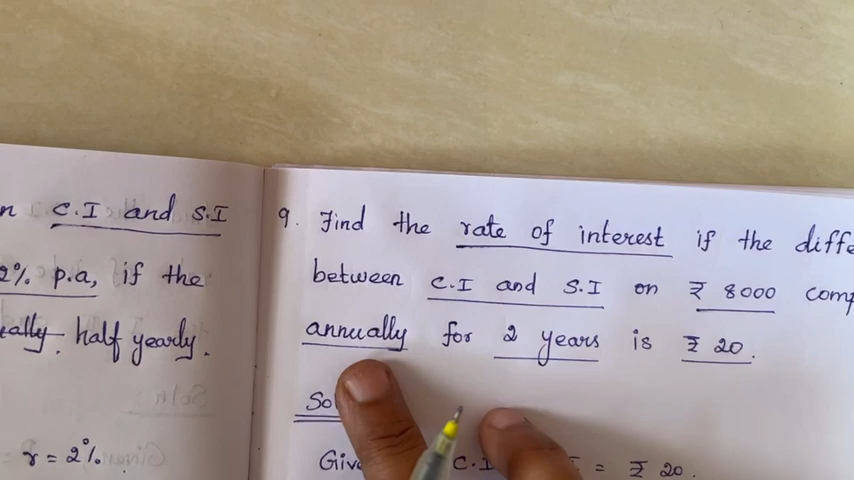 n C.I and S.I
2% p.a, if the
ally. half yearly.
r = 2%.
9. Find the rate of interest if the diffe
between C.I and S.I on ₹ 8000 comp
annually for 2 years is ₹ 20.
So
Give C.I = ₹ 20.